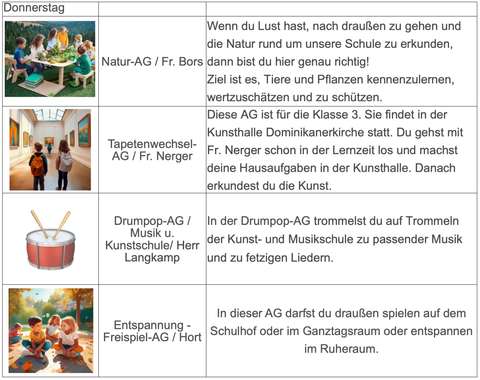 Donnerstag
Natur-AG / Fr. Bors
Wenn du Lust hast, nach draußen zu gehen und
die Natur rund um unsere Schule zu erkunden,
dann bist du hier genau richtig!
Ziel ist es, Tiere und Pflanzen kennenzulernen,
wertzuschätzen und zu schützen.
Tapetenwechsel-
AG / Fr. Nerger
Diese AG ist für die Klasse 3. Sie findet in der
Kunsthalle Dominikanerkirche statt. Du gehst mit
Fr. Nerger schon in der Lernzeit los und machst
deine Hausaufgaben in der Kunsthalle. Danach
erkundest du die Kunst.
Drumpop-AG /
Musik u.
Kunstschule/ Herr
Langkamp
In der Drumpop-AG trommelst du auf Trommeln
der Kunst- und Musikschule zu passender Musik
und zu fetzigen Liedern.
Entspannung -
Freispiel-AG / Hort
In dieser AG darfst du draußen spielen auf dem
Schulhof oder im Ganztagsraum oder entspannen
im Ruheraum.